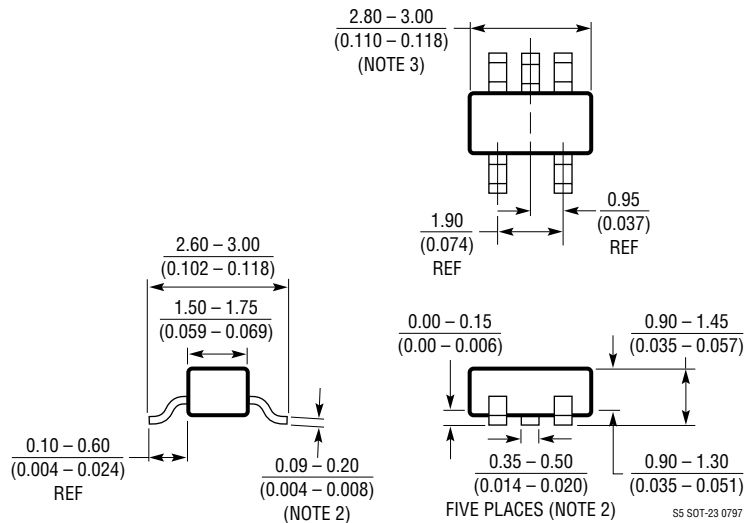 2.80 – 3.00
(0.110 – 0.118)
(NOTE 3)
0.95
(0.037)
REF
1.90
(0.074)
REF
2.60 – 3.00
(0.102 – 0.118)
1.50 – 1.75
(0.059 – 0.069)
0.00 – 0.15
(0.00 – 0.006)
0.90 – 1.45
(0.035 – 0.057)
0.10 – 0.60
(0.004 – 0.024)
REF
0.09 – 0.20
(0.004 – 0.008)
(NOTE 2)
0.35 – 0.50
(0.014 – 0.020)
FIVE PLACES (NOTE 2)
0.90 – 1.30
(0.035 – 0.051)
S5 SOT-23 0797